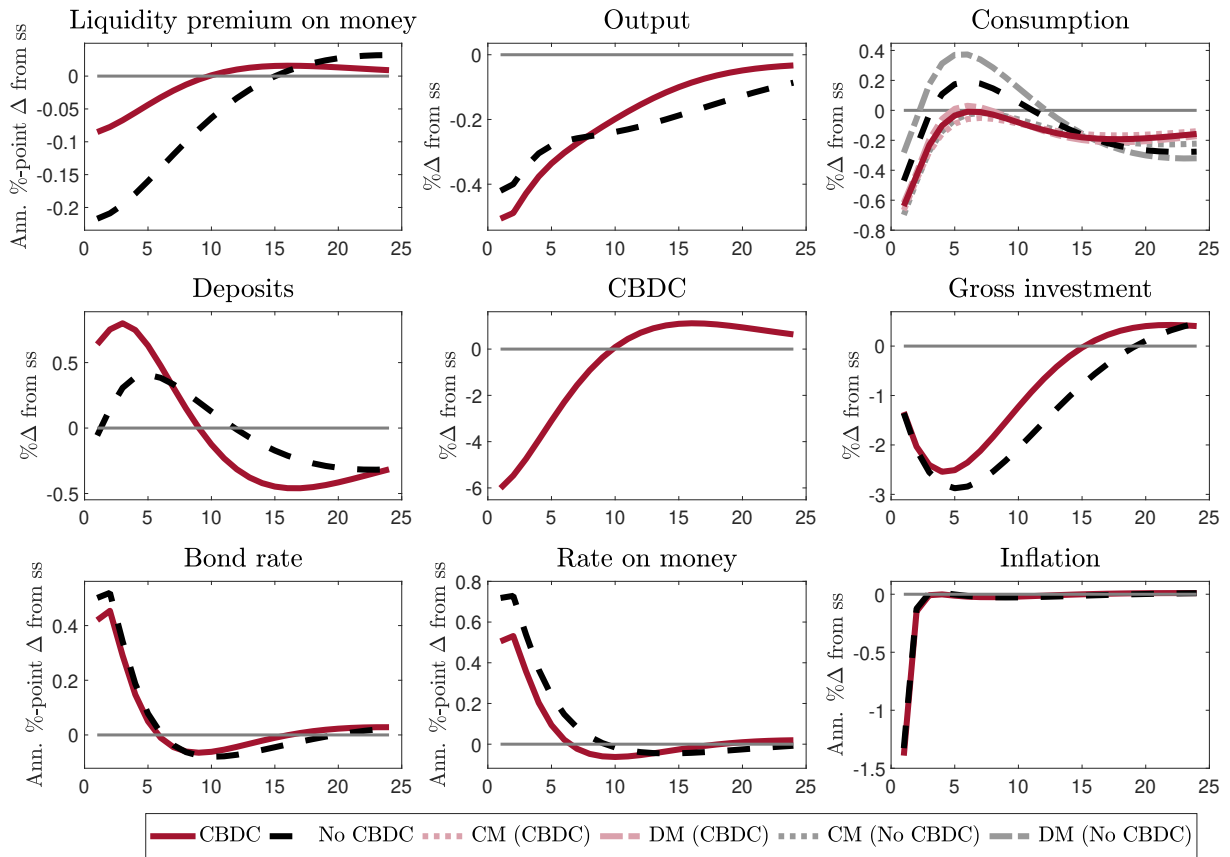 Liquidity premium on money
Ann. %-point Δ from ss
0
-0.05
-0.1
-0.15
-0.2
0 5 10 15 20 25
Output
%Δ from ss
0
-0.2
-0.4
0 5 10 15 20 25
Consumption
%Δ from ss
0.4
0.2
0
-0.2
-0.4
-0.6
-0.8
0 5 10 15 20 25
Deposits
%Δ from ss
0.5
0
-0.5
0 5 10 15 20 25
CBDC
%Δ from ss
0
-2
-4
-6
0 5 10 15 20 25
Gross investment
%Δ from ss
0
-1
-2
-3
0 5 10 15 20 25
Bond rate
Ann. %-point Δ from ss
0.4
0.2
0
0 5 10 15 20 25
Rate on money
Ann. %-point Δ from ss
0.8
0.6
0.4
0.2
0
0 5 10 15 20 25
Inflation
Ann. %Δ from ss
0
-0.5
-1
-1.5
0 5 10 15 20 25
CBDC No CBDC CM (CBDC) DM (CBDC) CM (No CBDC) DM (No CBDC)